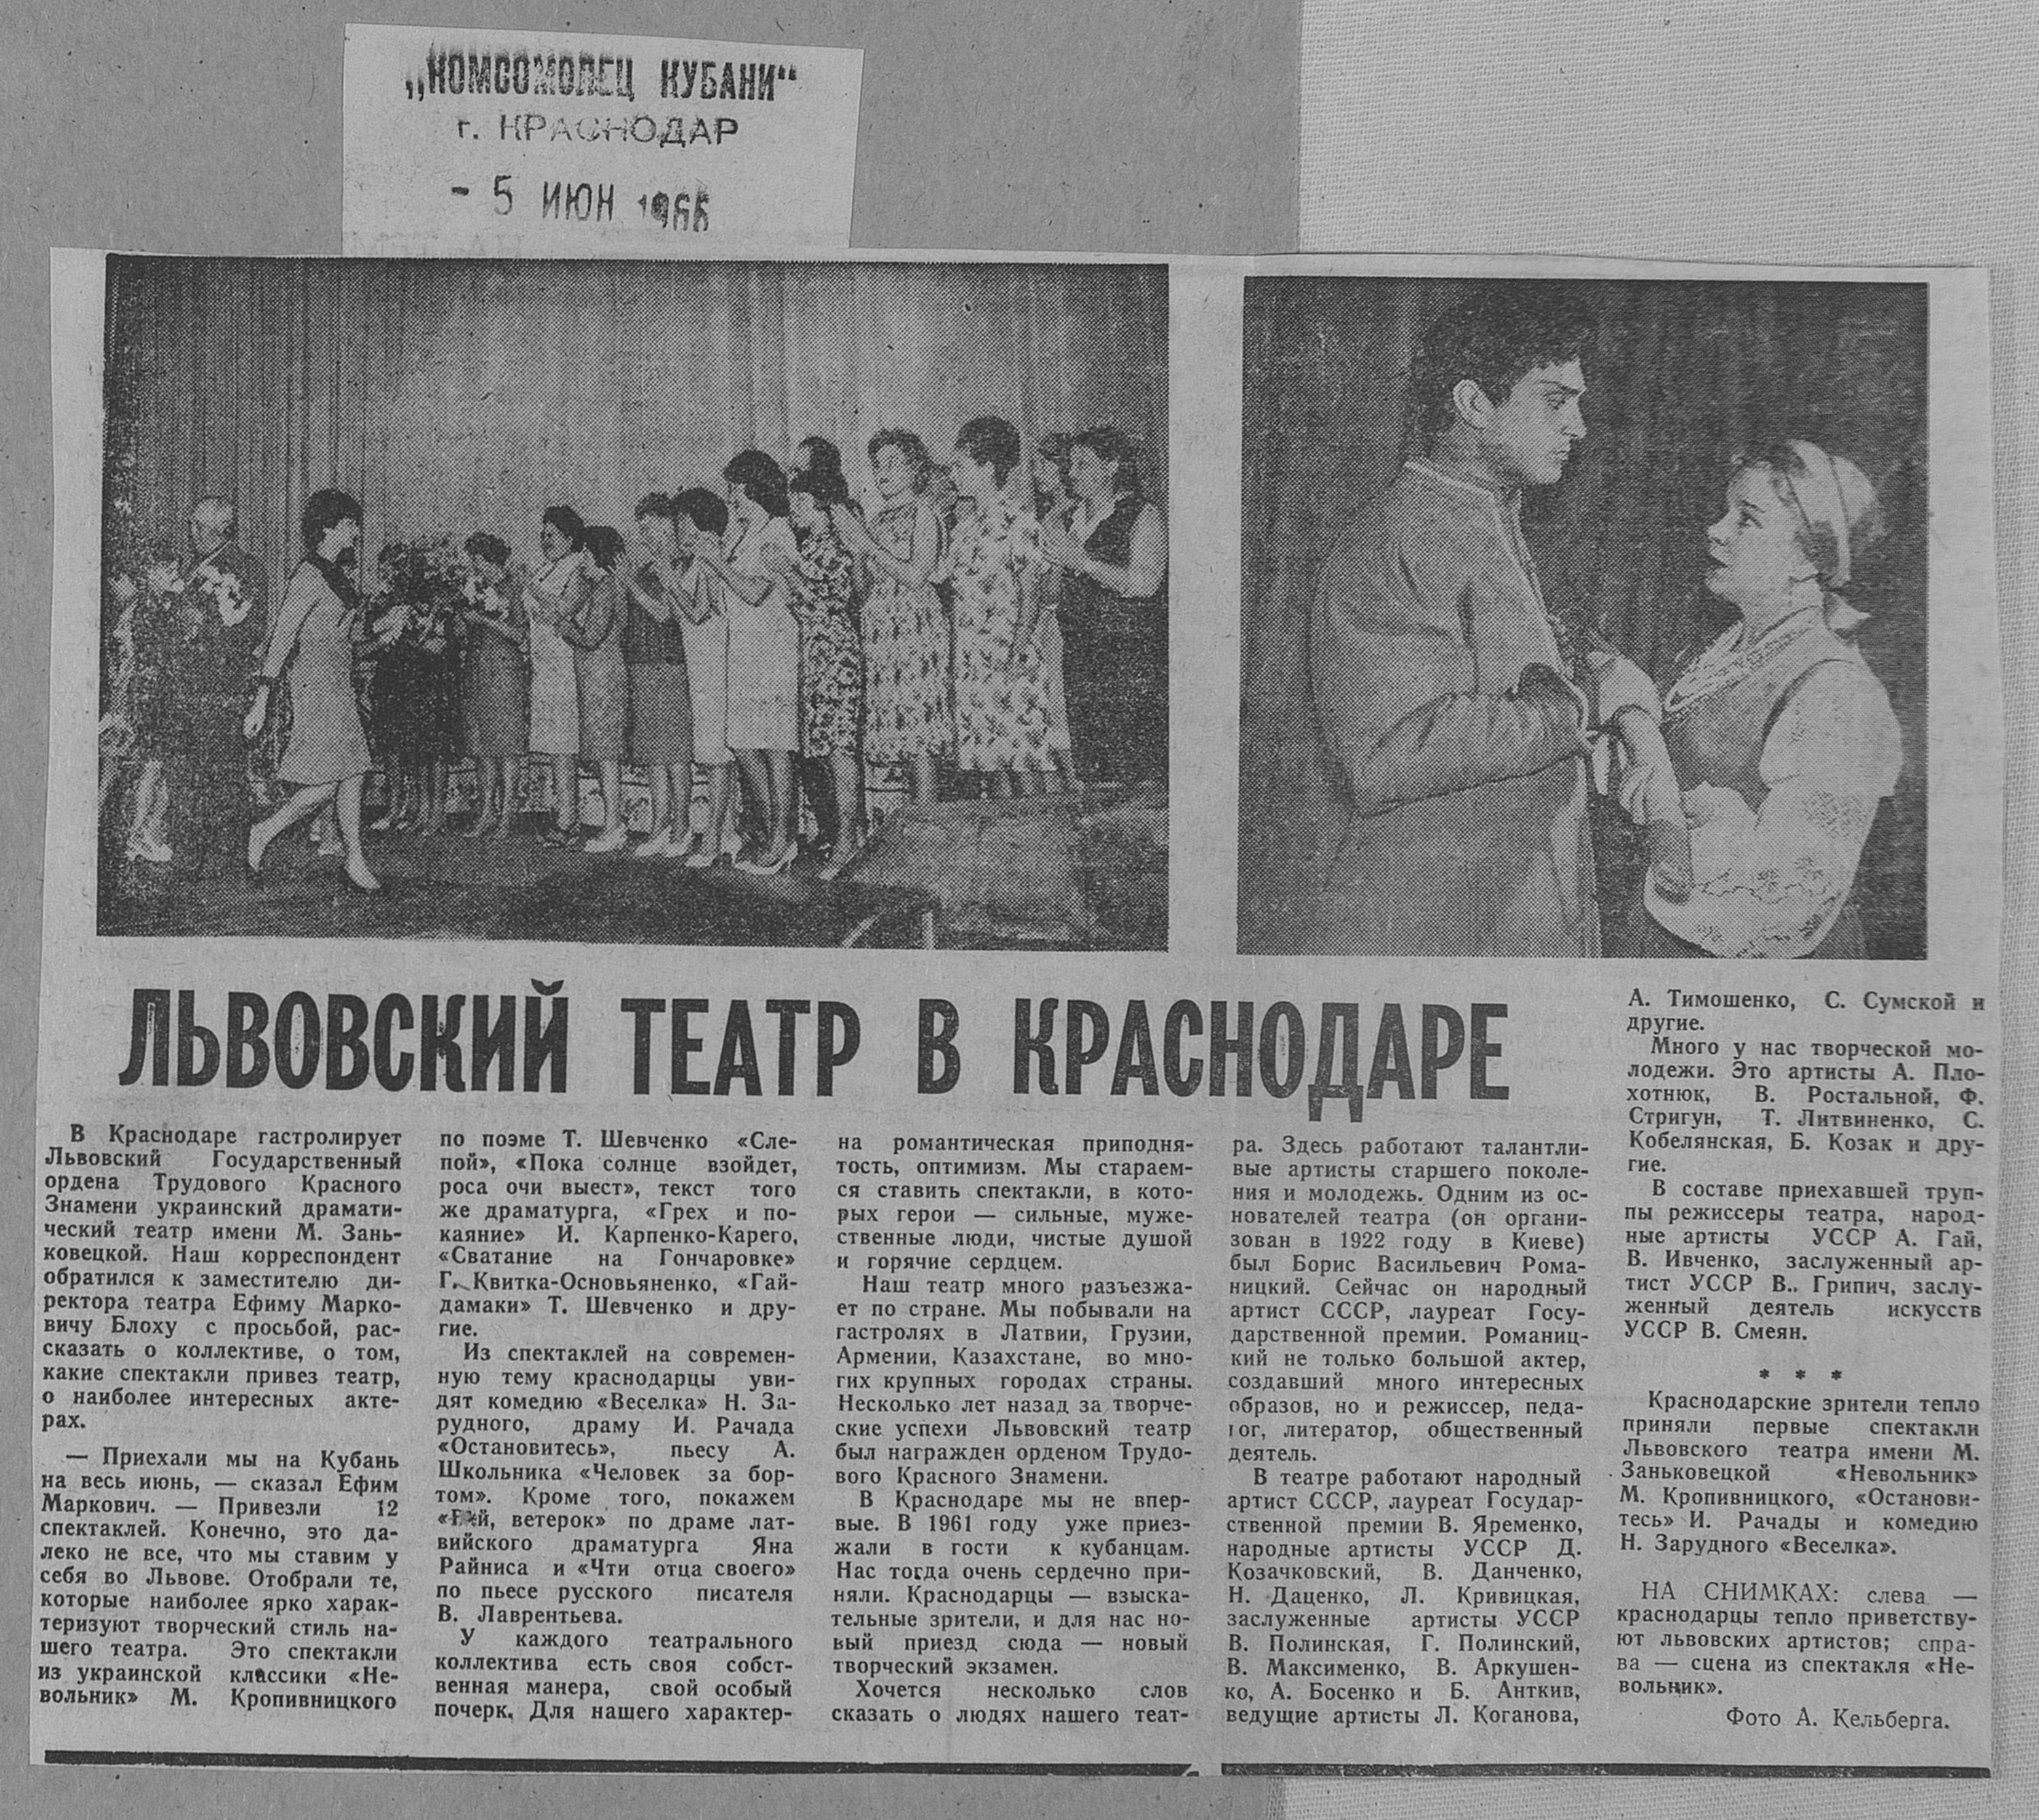 „КОМСОМОЛЕЦ КУБАНИ“
г. КРАСНОДАР
- 5 ИЮН 1966
ЛЬВОВСКИЙ ТЕАТР В КРАСНОДАРЕ
В Краснодаре гастролирует
Львовский Государственный
ордена Трудового Красного
Знамени украинский драмати-
ческий театр имени М. Зань-
ковецкой. Наш корреспондент
обратился к заместителю ди-
ректора театра Ефиму Марко-
вичу Блоху с просьбой, рас-
сказать о коллективе, о том,
какие спектакли привез театр,
о наиболее интересных акте-
рах.
— Приехали мы на Кубань
на весь июнь, — сказал Ефим
Маркович. — Привезли 12
спектаклей. Конечно, это да-
леко не все, что мы ставим у
себя во Львове. Отобрали те,
которые наиболее ярко харак-
теризуют творческий стиль на-
шего театра. Это спектакли
из украинской классики «Не-
вольник» М. Кропивницкого
по поэме Т. Шевченко «Сле-
пой», «Пока солнце взойдет,
роса очи выест», текст того
же драматурга, «Грех и по-
каяние» И. Карпенко-Карего,
«Сватание на Гончаровке»
Г. Квитка-Основьяненко, «Гай-
дамаки» Т. Шевченко и дру-
гие.
Из спектаклей на современ-
ную тему краснодарцы уви-
дят комедию «Веселка» Н. За-
рудного, драму И. Рачада
«Остановитесь», пьесу А.
Школьника «Человек за бор-
том». Кроме того, покажем
«Вей, ветерок» по драме лат-
вийского драматурга Яна
Райниса и «Чти отца своего»
по пьесе русского писателя
В. Лаврентьева.
У каждого театрального
коллектива есть своя собст-
венная манера, свой особый
почерк. Для нашего характер-
на романтическая приподня-
тость, оптимизм. Мы стараем-
ся ставить спектакли, в кото-
рых герои — сильные, муже-
ственные люди, чистые душой
и горячие сердцем.
Наш театр много разъезжа-
ет по стране. Мы побывали на
гастролях в Латвии, Грузии,
Армении, Казахстане, во мно-
гих крупных городах страны.
Несколько лет назад за творче-
ские успехи Львовский театр
был награжден орденом Трудо-
вого Красного Знамени.
В Краснодаре мы не впер-
вые. В 1961 году уже приез-
жали в гости к кубанцам.
Нас тогда очень сердечно при-
няли. Краснодарцы — взыска-
тельные зрители, и для нас но-
вый приезд сюда — новый
творческий экзамен.
Хочется несколько слов
сказать о людях нашего теат-
ра. Здесь работают талантли-
вые артисты старшего поколе-
ния и молодежь. Одним из ос-
нователей театра (он органи-
зован в 1922 году в Киеве)
был Борис Васильевич Рома-
ницкий. Сейчас он народный
артист СССР, лауреат Госу-
дарственной премии. Романиц-
кий не только большой актер,
создавший много интересных
образов, но и режиссер, педа-
гог, литератор, общественный
деятель.
В театре работают народный
артист СССР, лауреат Государ-
ственной премии В. Яременко,
народные артисты УССР Д.
Козачковский, В. Данченко,
Н. Даценко, Л. Кривицкая,
заслуженные артисты УССР
В. Полинская, Г. Полинский,
В. Максименко, В. Аркушен-
ко, А. Босенко и Б. Анткив,
ведущие артисты Л. Коганова,
А. Тимошенко, С. Сумской и
другие.
Много у нас творческой мо-
лодежи. Это артисты А. Пло-
хотнюк, В. Ростальной, Ф.
Стригун, Т. Литвиненко, С.
Кобелянская, Б. Козак и дру-
гие.
В составе приехавшей труп-
пы режиссеры театра, народ-
ные артисты УССР А. Гай,
В. Ивченко, заслуженный ар-
тист УССР В.. Грипич, заслу-
женный деятель искусств
УССР В. Смеян.
* * *
Краснодарские зрители тепло
приняли первые спектакли
Львовского театра имени М.
Заньковецкой «Невольник»
М. Кропивницкого, «Останови-
тесь» И. Рачады и комедию
Н. Зарудного «Веселка».
НА СНИМКАХ: слева —
краснодарцы тепло приветству-
ют львовских артистов; спра-
ва — сцена из спектакля «Не-
вольник».
Фото А. Кельберга.